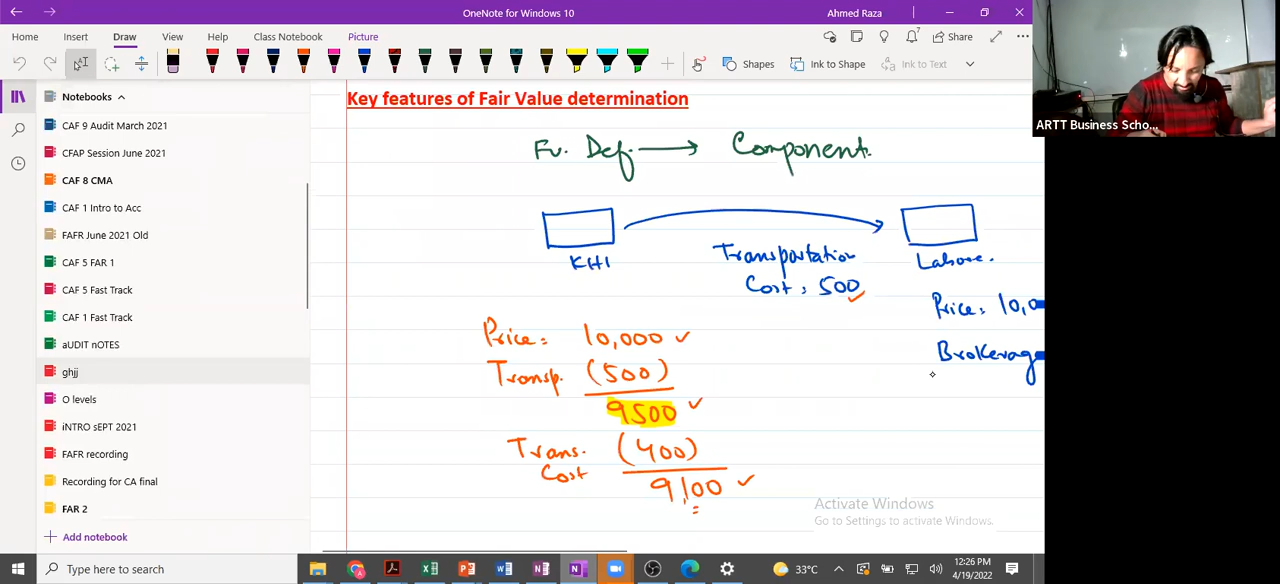 OneNote for Windows 10
Ahmed Raza
Home Insert Draw View Help Class Notebook Picture
Share
Shapes Ink to Shape Ink to Text
Notebooks
CAF 9 Audit March 2021
CFAP Session June 2021
CAF 8 CMA
CAF 1 Intro to Acc
FAFR June 2021 Old
CAF 5 FAR 1
CAF 5 Fast Track
CAF 1 Fast Track
aUDIT nOTES
ghjj
O levels
iNTRO sEPT 2021
FAFR recording
Recording for CA final
FAR 2
Add notebook
Key features of Fair Value determination
Fv. Def. → Component.
KHI
Lahore.
Transportation
Cost: 500
Price: 10,0
Brokerag
Price: 10,000
Transp. (500)
9500
Trans. (400)
Cost
9,100
Activate Windows
Go to Settings to activate Windows.
ARTT Business Scho...
Type here to search
33°C
12:26 PM
4/19/2022